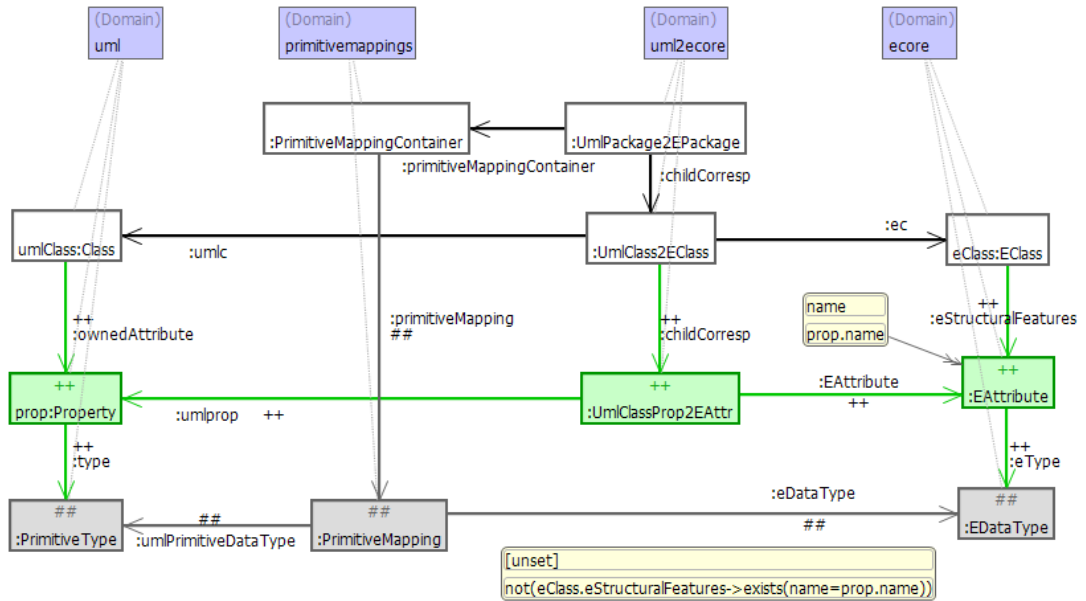 (Domain)
uml
(Domain)
primitivemappings
(Domain)
uml2ecore
(Domain)
ecore
:PrimitiveMappingContainer
:UmlPackage2EPackage
:primitiveMappingContainer
:childCorresp
umlClass:Class
:umlc
:UmlClass2EClass
:ec
eClass:EClass
++
:ownedAttribute
:primitiveMapping
##
++
:childCorresp
name
prop.name
++
:eStructuralFeatures
++
prop:Property
:umlprop
++
++
:UmlClassProp2EAttr
:EAttribute
++
++
:EAttribute
++
:type
++
:eType
##
:PrimitiveType
##
:umlPrimitiveDataType
##
:PrimitiveMapping
:eDataType
##
##
:EDataType
[unset]
not(eClass.eStructuralFeatures->exists(name=prop.name))